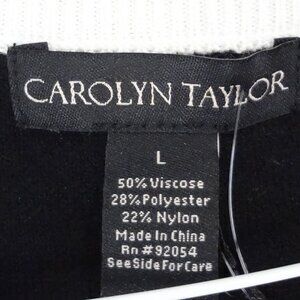 CAROLYN TAYLOR
L
50% Viscose
28% Polyester
22% Nylon
Made In China
Rn # 92054
See Side For Care